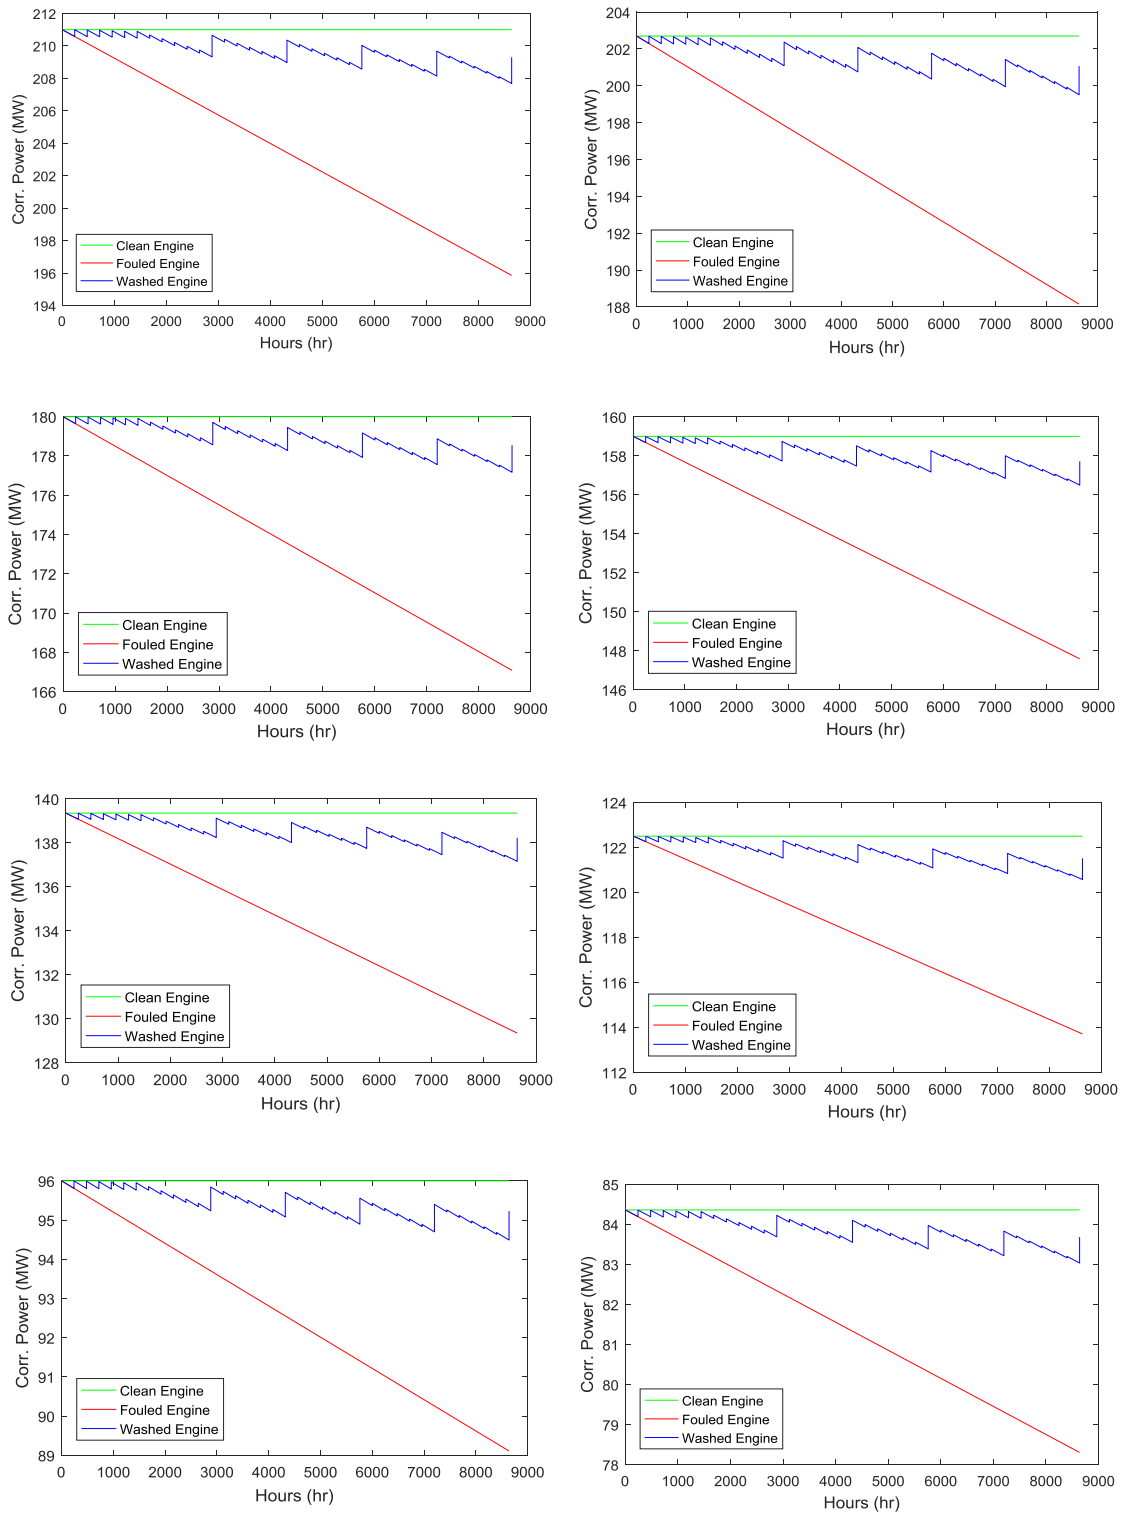 212
210
208
206
204
202
200
198
196
194
Corr. Power (MW)
Clean Engine
Fouled Engine
Washed Engine
0 1000 2000 3000 4000 5000 6000 7000 8000 9000
Hours (hr)
204
202
200
198
196
194
192
190
188
Corr. Power (MW)
Clean Engine
Fouled Engine
Washed Engine
0 1000 2000 3000 4000 5000 6000 7000 8000 9000
Hours (hr)
180
178
176
174
172
170
168
166
Corr. Power (MW)
Clean Engine
Fouled Engine
Washed Engine
0 1000 2000 3000 4000 5000 6000 7000 8000 9000
Hours (hr)
160
158
156
154
152
150
148
146
Corr. Power (MW)
Clean Engine
Fouled Engine
Washed Engine
0 1000 2000 3000 4000 5000 6000 7000 8000 9000
Hours (hr)
140
138
136
134
132
130
128
Corr. Power (MW)
Clean Engine
Fouled Engine
Washed Engine
0 1000 2000 3000 4000 5000 6000 7000 8000 9000
Hours (hr)
124
122
120
118
116
114
112
Corr. Power (MW)
Clean Engine
Fouled Engine
Washed Engine
0 1000 2000 3000 4000 5000 6000 7000 8000 9000
Hours (hr)
96
95
94
93
92
91
90
89
Corr. Power (MW)
Clean Engine
Fouled Engine
Washed Engine
0 1000 2000 3000 4000 5000 6000 7000 8000 9000
Hours (hr)
85
84
83
82
81
80
79
78
Corr. Power (MW)
Clean Engine
Fouled Engine
Washed Engine
0 1000 2000 3000 4000 5000 6000 7000 8000 9000
Hours (hr)